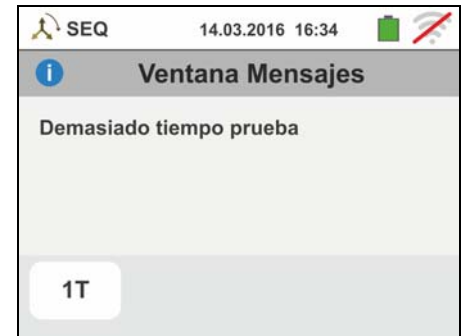 SEQ 14.03.2016 16:34
Ventana Mensajes
Demasiado tiempo prueba
1T